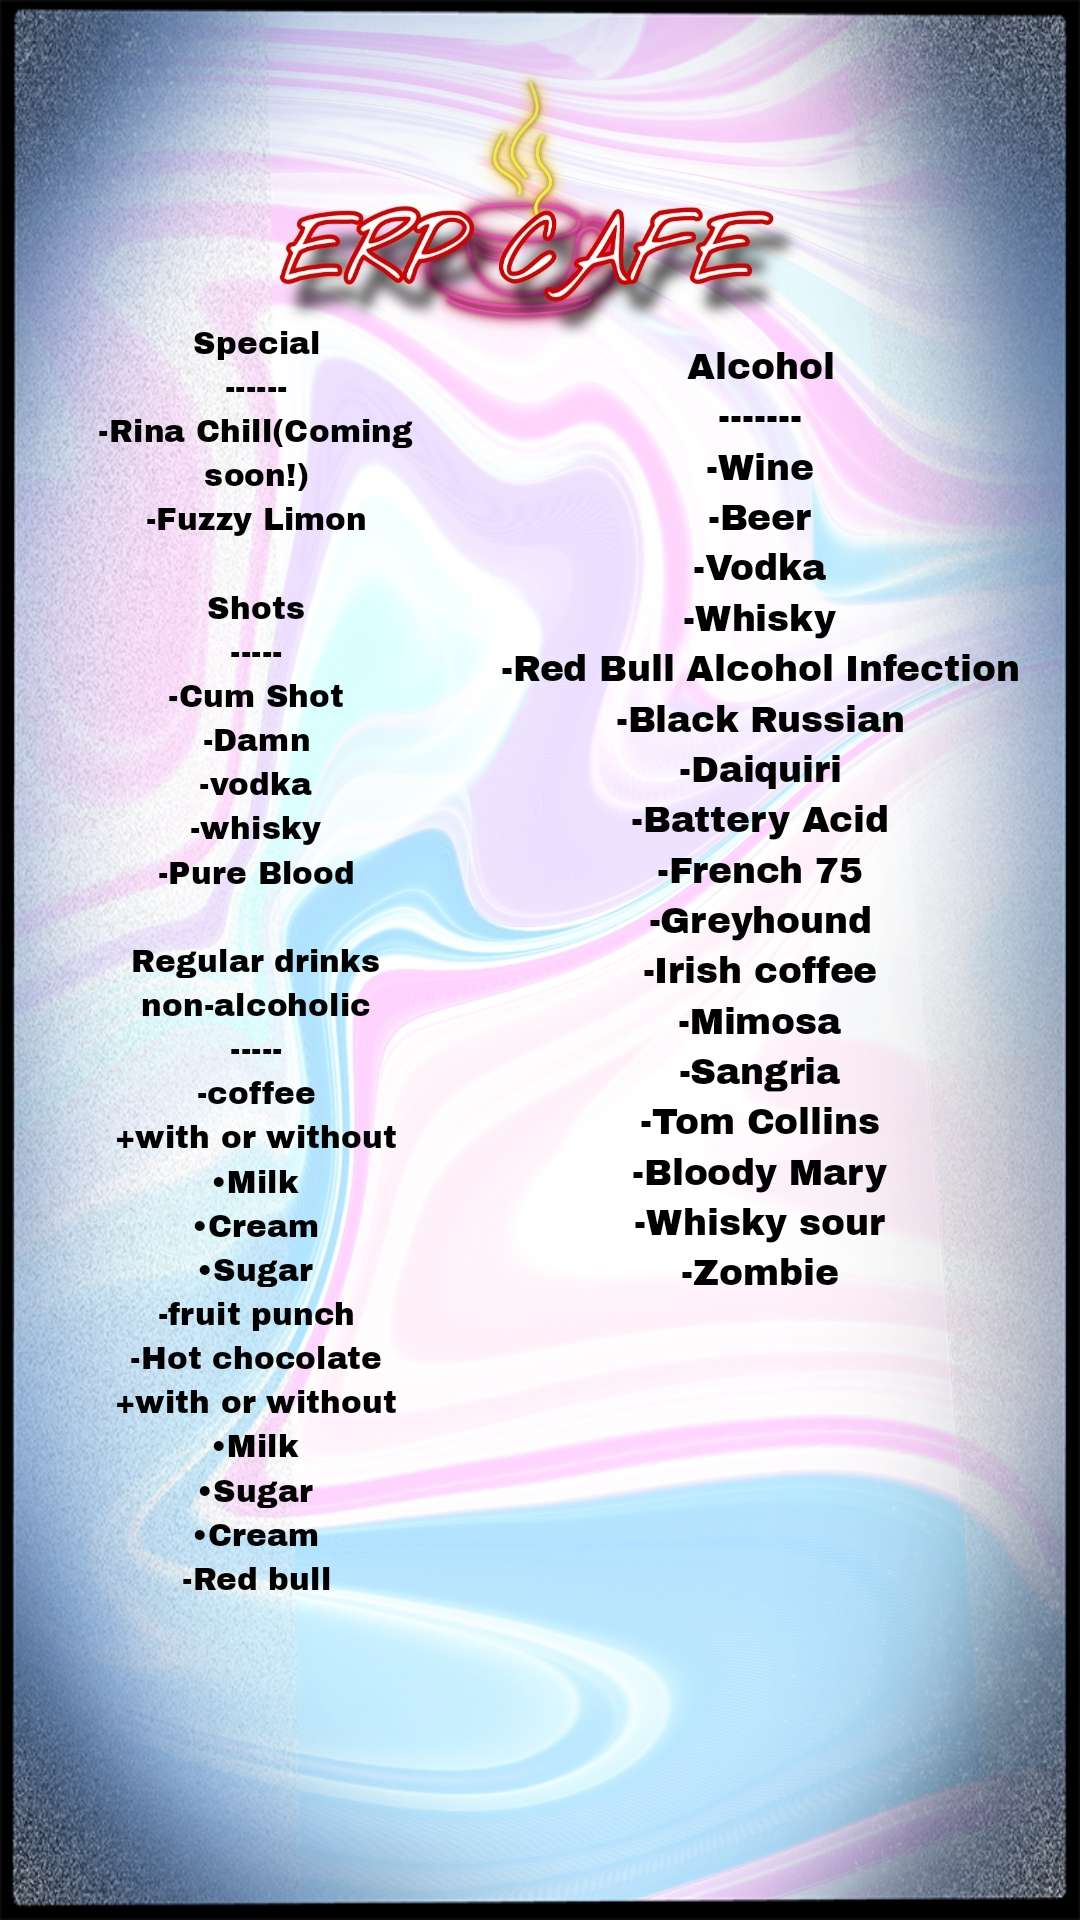 ERP CAFE
Special
------
-Rina Chill(Coming
soon!)
-Fuzzy Limon
Shots
-----
-Cum Shot
-Damn
-vodka
-whisky
-Pure Blood
Regular drinks
non-alcoholic
-----
-coffee
+with or without
•Milk
•Cream
•Sugar
-fruit punch
-Hot chocolate
+with or without
•Milk
•Sugar
•Cream
-Red bull
Alcohol
-------
-Wine
-Beer
-Vodka
-Whisky
-Red Bull Alcohol Infection
-Black Russian
-Daiquiri
-Battery Acid
-French 75
-Greyhound
-Irish coffee
-Mimosa
-Sangria
-Tom Collins
-Bloody Mary
-Whisky sour
-Zombie